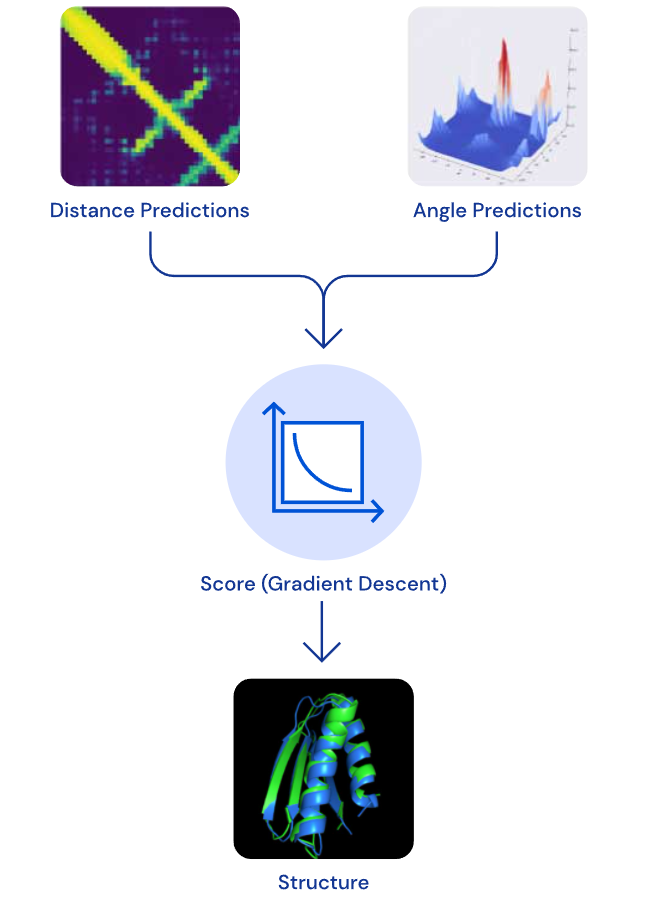 Distance Predictions
Angle Predictions
Score (Gradient Descent)
Structure